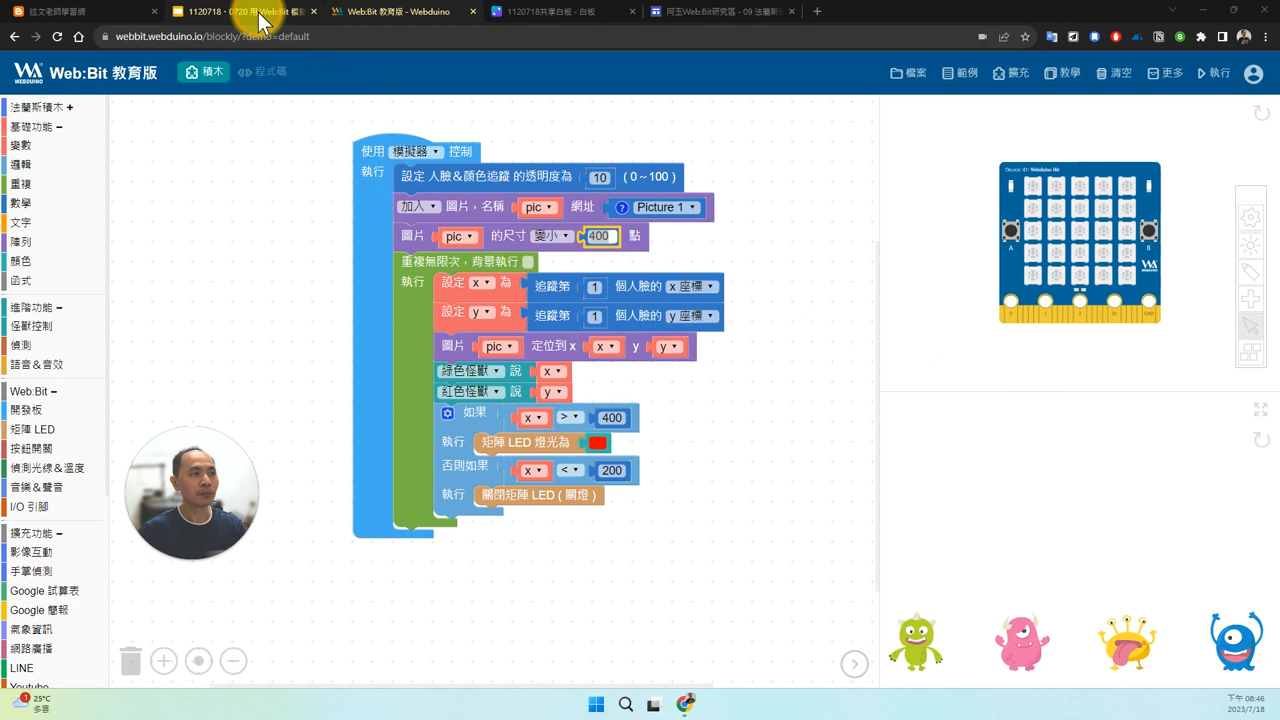 述文老師學習網
1120718、0720 用Web:Bit 模
Web:Bit 教育版 - Webduino
1120718共享白板 - 白板
阿玉Web:Bit研究區 - 09 法蘭斯
webbit.webduino.io/blockly/?demo=default
WEBDUINO
Web:Bit 教育版
積木
程式碼
檔案
範例
擴充
教學
清空
更多
執行
法蘭斯積木
基礎功能
變數
邏輯
重複
數學
文字
陣列
顏色
函式
進階功能
怪獸控制
偵測
語音＆音效
Web:Bit
開發板
矩陣 LED
按鈕開關
偵測光線＆溫度
音樂＆聲音
I/O 引腳
擴充功能
影像互動
手掌偵測
Google 試算表
Google 簡報
氣象資訊
網路廣播
LINE
Youtube
使用 模擬器 控制
執行
設定 人臉＆顏色追蹤 的透明度為 10 ( 0～100 )
加入 圖片，名稱 pic 網址 Picture 1
圖片 pic 的尺寸 變小 400 點
重複無限次，背景執行
執行
設定 x 為 追蹤第 1 個人臉的 x 座標
設定 y 為 追蹤第 1 個人臉的 y 座標
圖片 pic 定位到 x x y y
綠色怪獸 說 x
紅色怪獸 說 y
如果 x > 400
執行 矩陣 LED 燈光為
否則如果 x < 200
執行 關閉矩陣 LED ( 關燈 )
Device ID: Webduino Bit
A
B
25°C
多雲
下午 08:46
2023/7/18